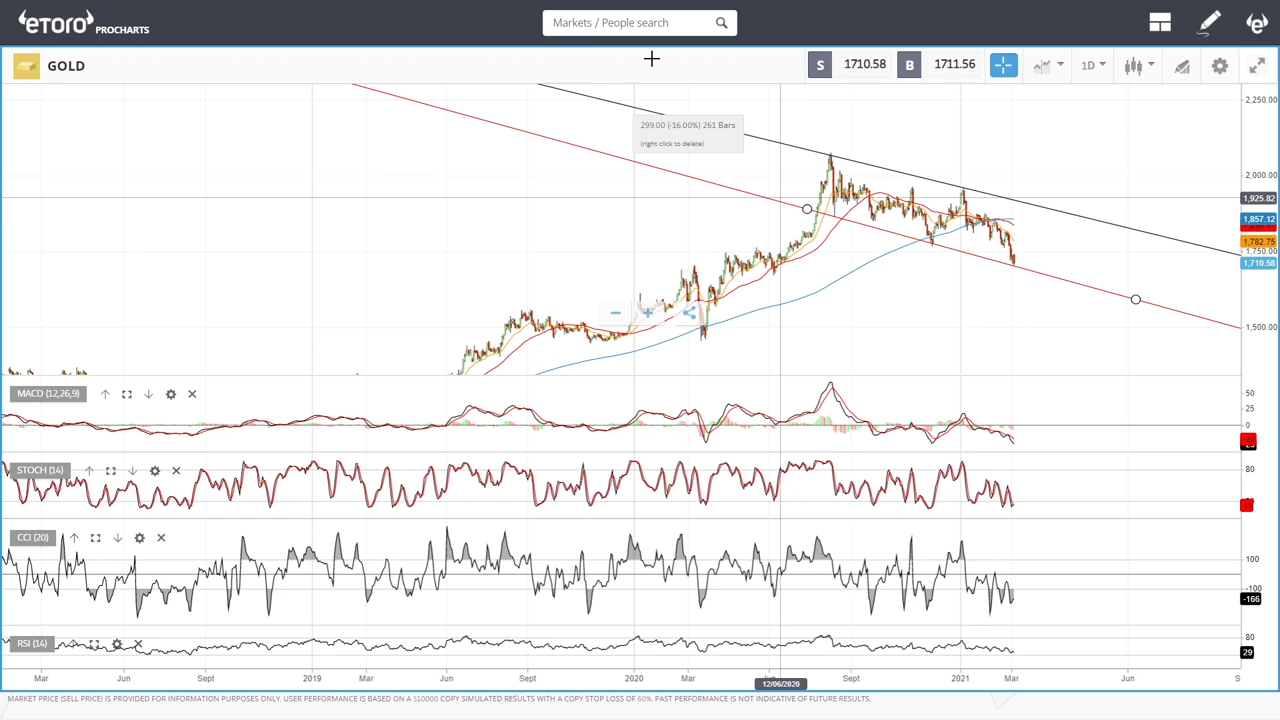 eToro PROCHARTS
Markets / People search
GOLD
S 1710.58 B 1711.56 1D
299.00 (-16.00%) 261 Bars
(right click to delete)
2,250.00
2,000.00
1,925.82
1,857.12
1,782.75
1,750.00
1,710.58
1,500.00
MACD (12,26,9)
50
25
0
STOCH (14)
80
CCI (20)
100
-100
-166
RSI (14)
80
29
Mar Jun Sept 2019 Mar Jun Sept 2020 Mar Jun Sept 2021 Mar Jun S
12/06/2020
MARKET PRICE (SELL PRICE) IS PROVIDED FOR INFORMATION PURPOSES ONLY. USER PERFORMANCE IS BASED ON A $10000 COPY SIMULATED RESULTS WITH A COPY STOP LOSS OF 60%. PAST PERFORMANCE IS NOT INDICATIVE OF FUTURE RESULTS.